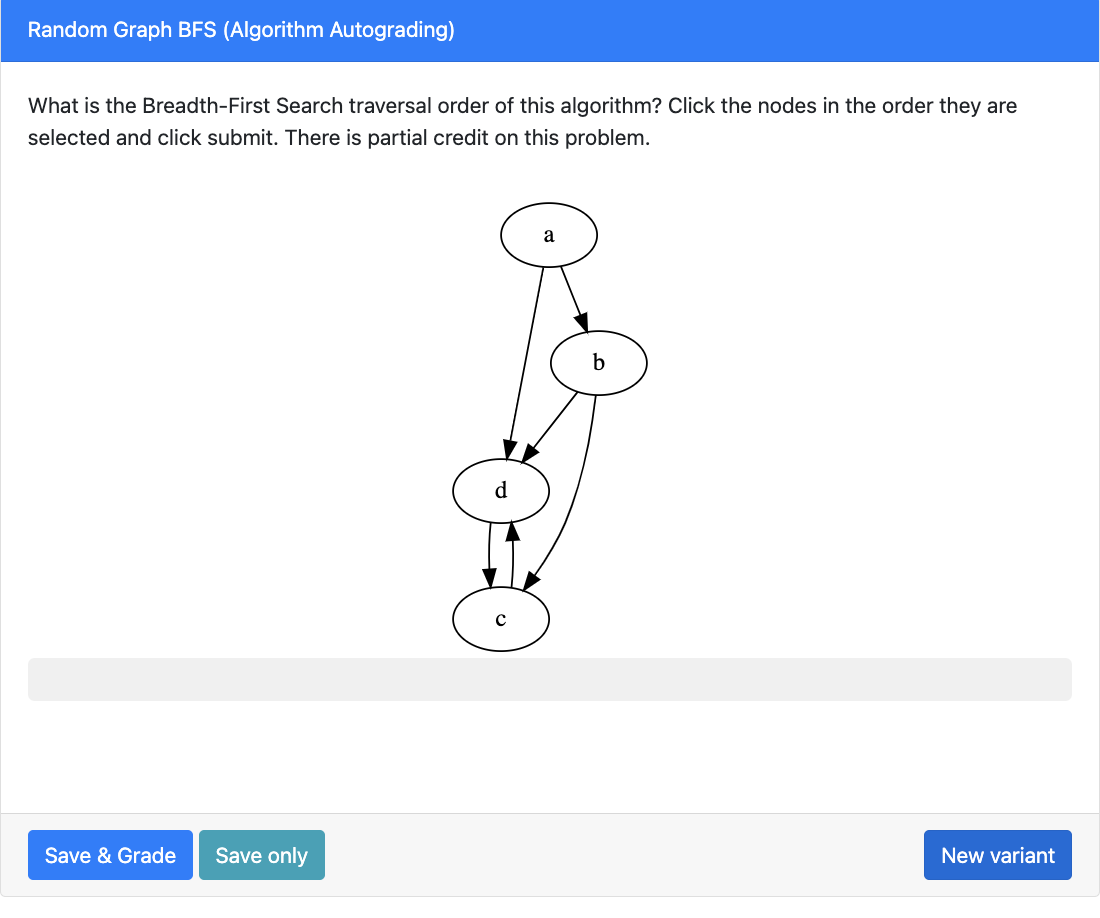 Random Graph BFS (Algorithm Autograding)
What is the Breadth-First Search traversal order of this algorithm? Click the nodes in the order they are
selected and click submit. There is partial credit on this problem.
a
b
d
c
Save & Grade
Save only
New variant